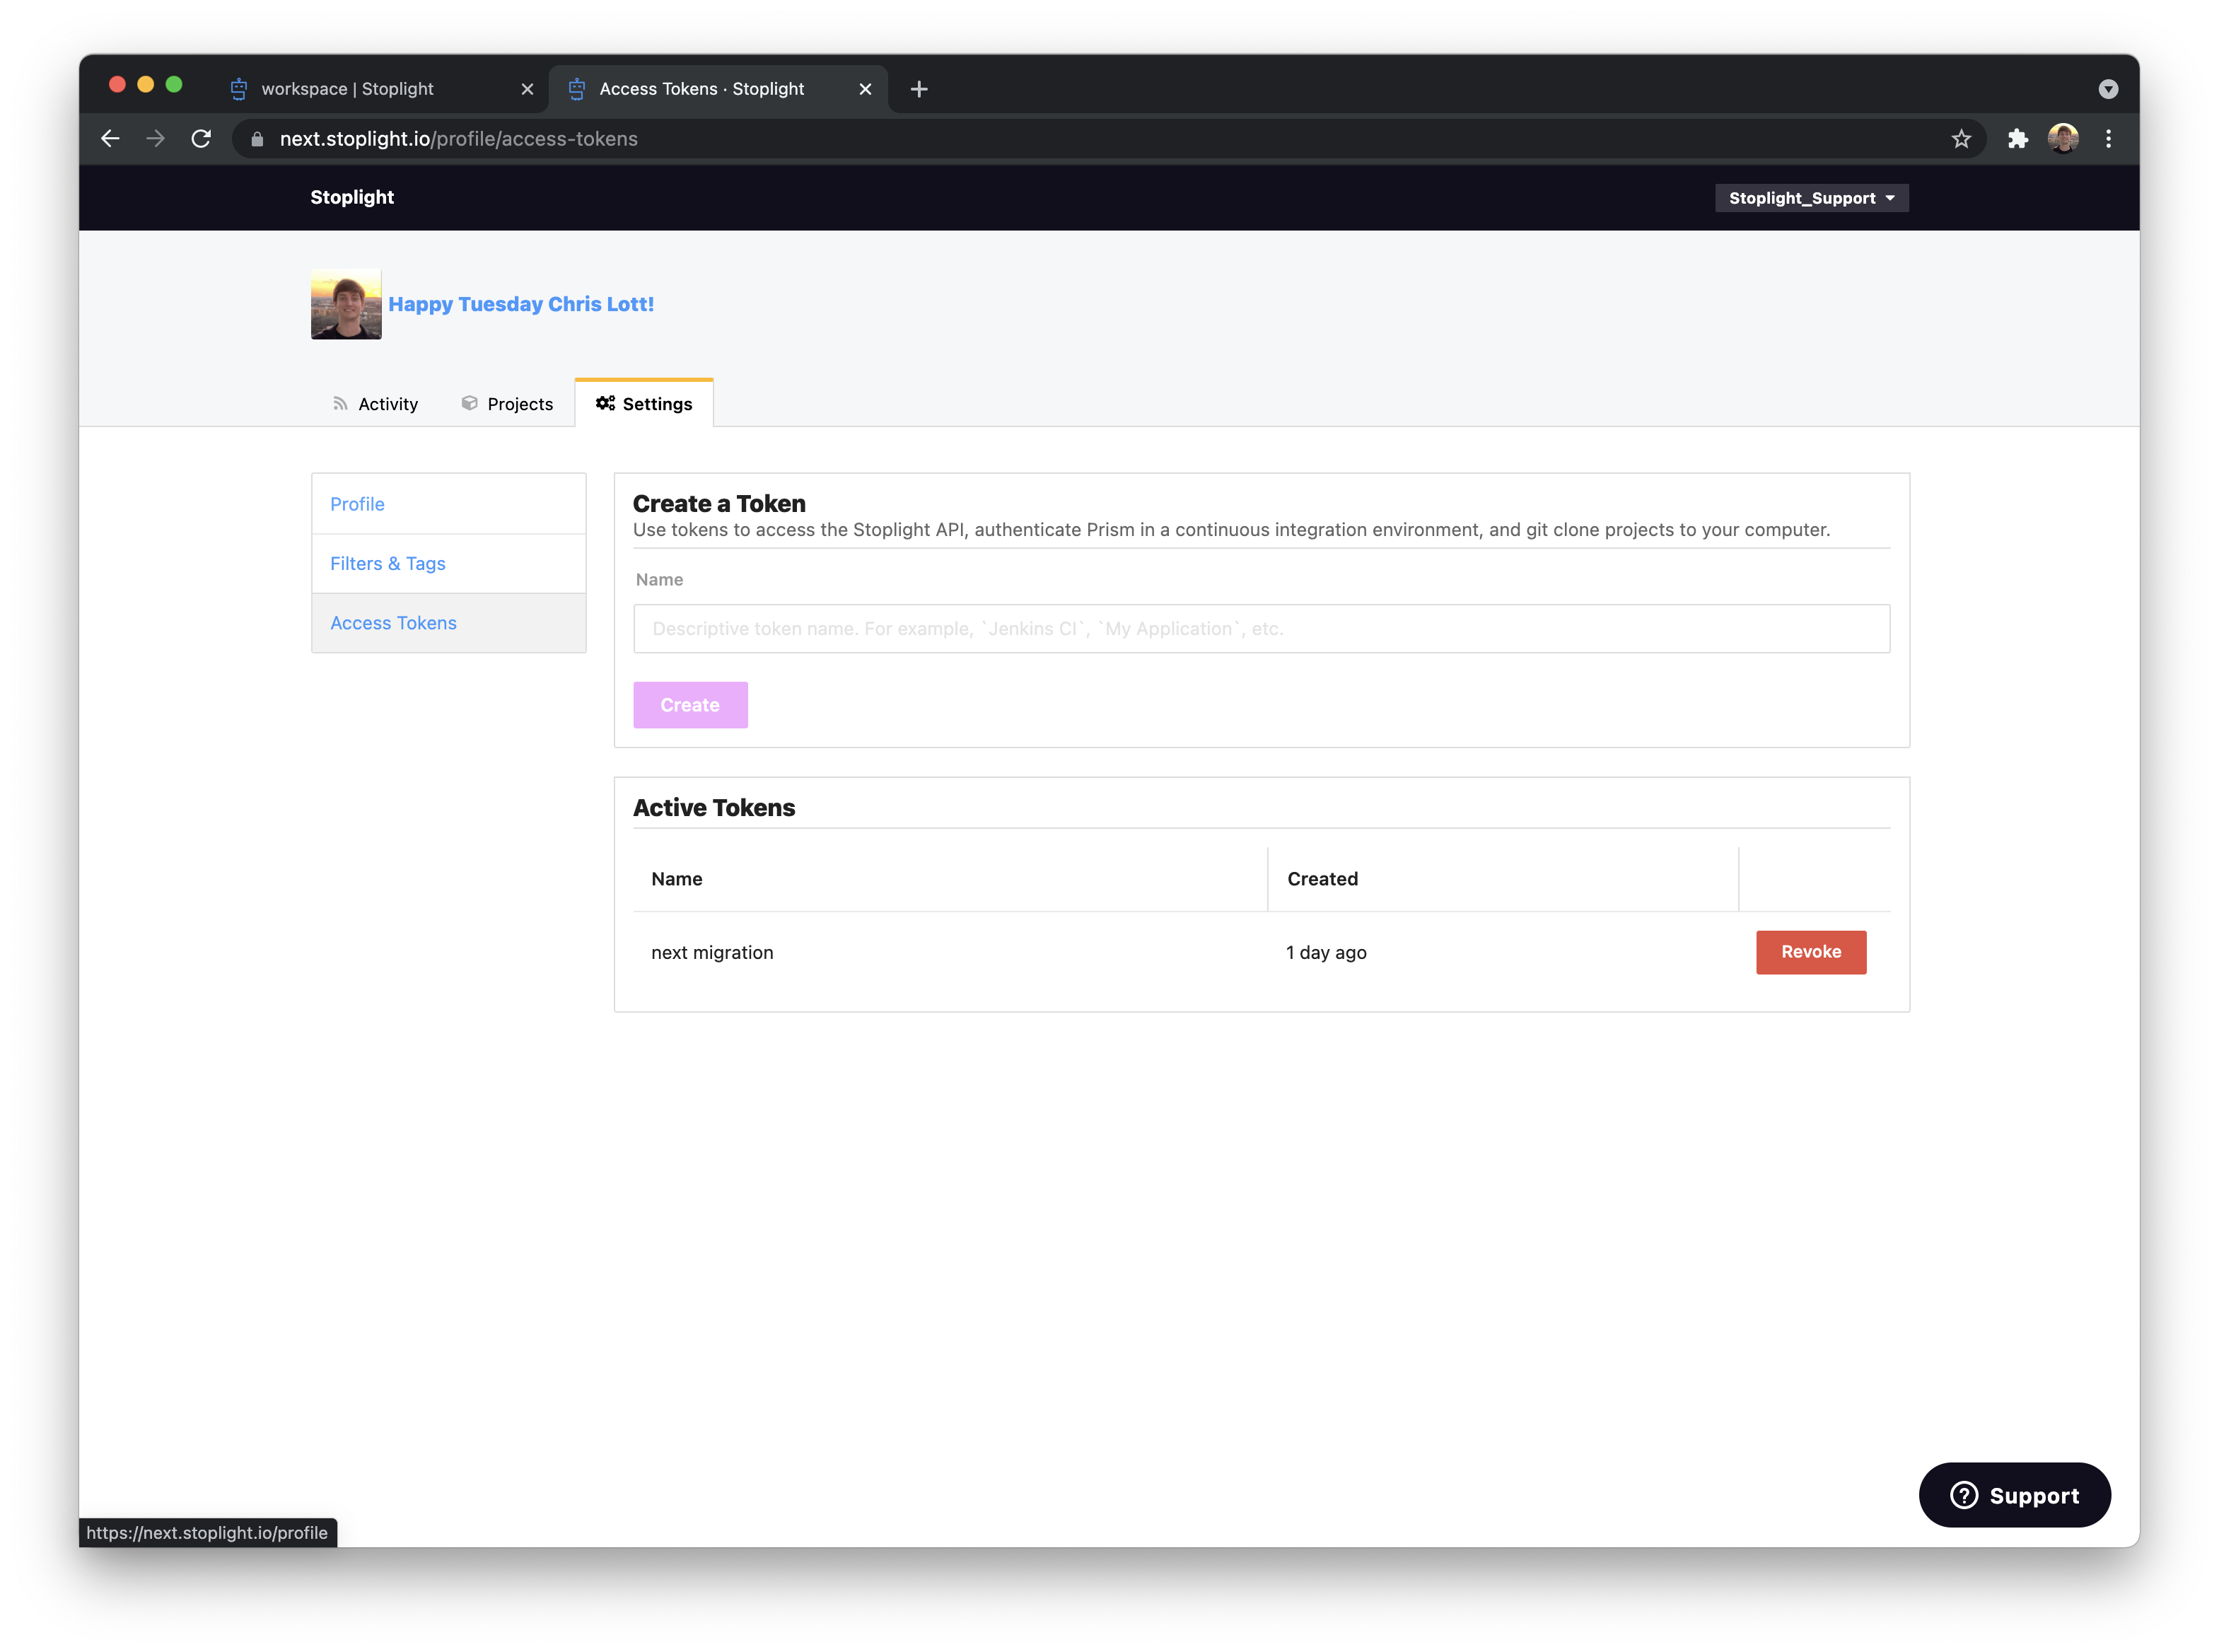 workspace | Stoplight
Access Tokens · Stoplight
next.stoplight.io/profile/access-tokens
Stoplight
Stoplight_Support
Happy Tuesday Chris Lott!
Activity
Projects
Settings
Profile
Filters & Tags
Access Tokens
Create a Token
Use tokens to access the Stoplight API, authenticate Prism in a continuous integration environment, and git clone projects to your computer.
Name
Descriptive token name. For example, `Jenkins CI`, `My Application`, etc.
Create
Active Tokens
Name
Created
next migration
1 day ago
Revoke
Support
https://next.stoplight.io/profile